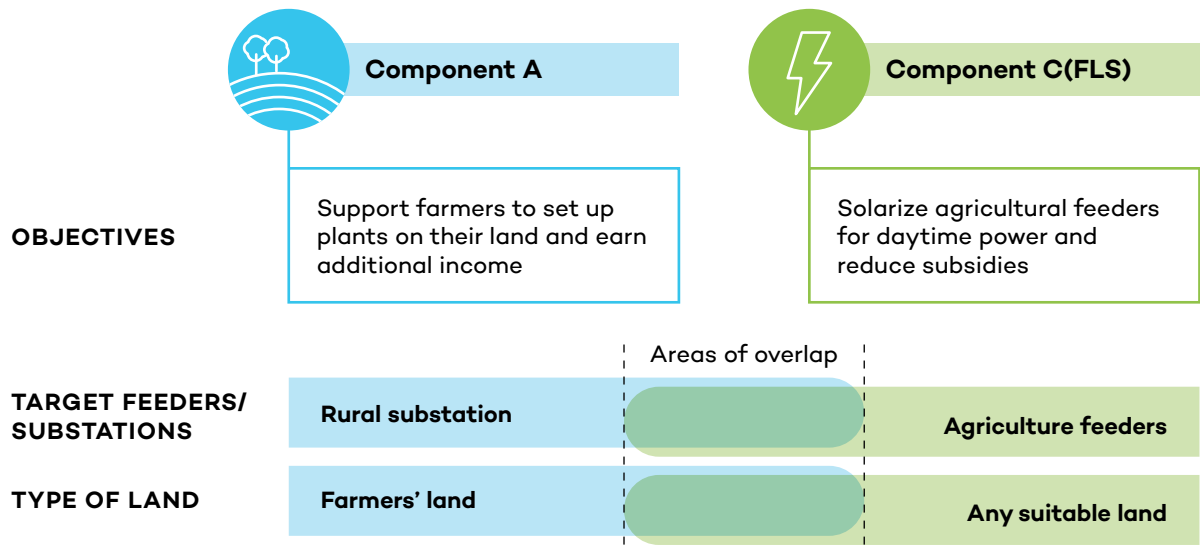 Component A
Component C(FLS)
OBJECTIVES
Support farmers to set up
plants on their land and earn
additional income
Solarize agricultural feeders
for daytime power and
reduce subsidies
Areas of overlap
TARGET FEEDERS/
SUBSTATIONS
Rural substation
Agriculture feeders
TYPE OF LAND
Farmers’ land
Any suitable land